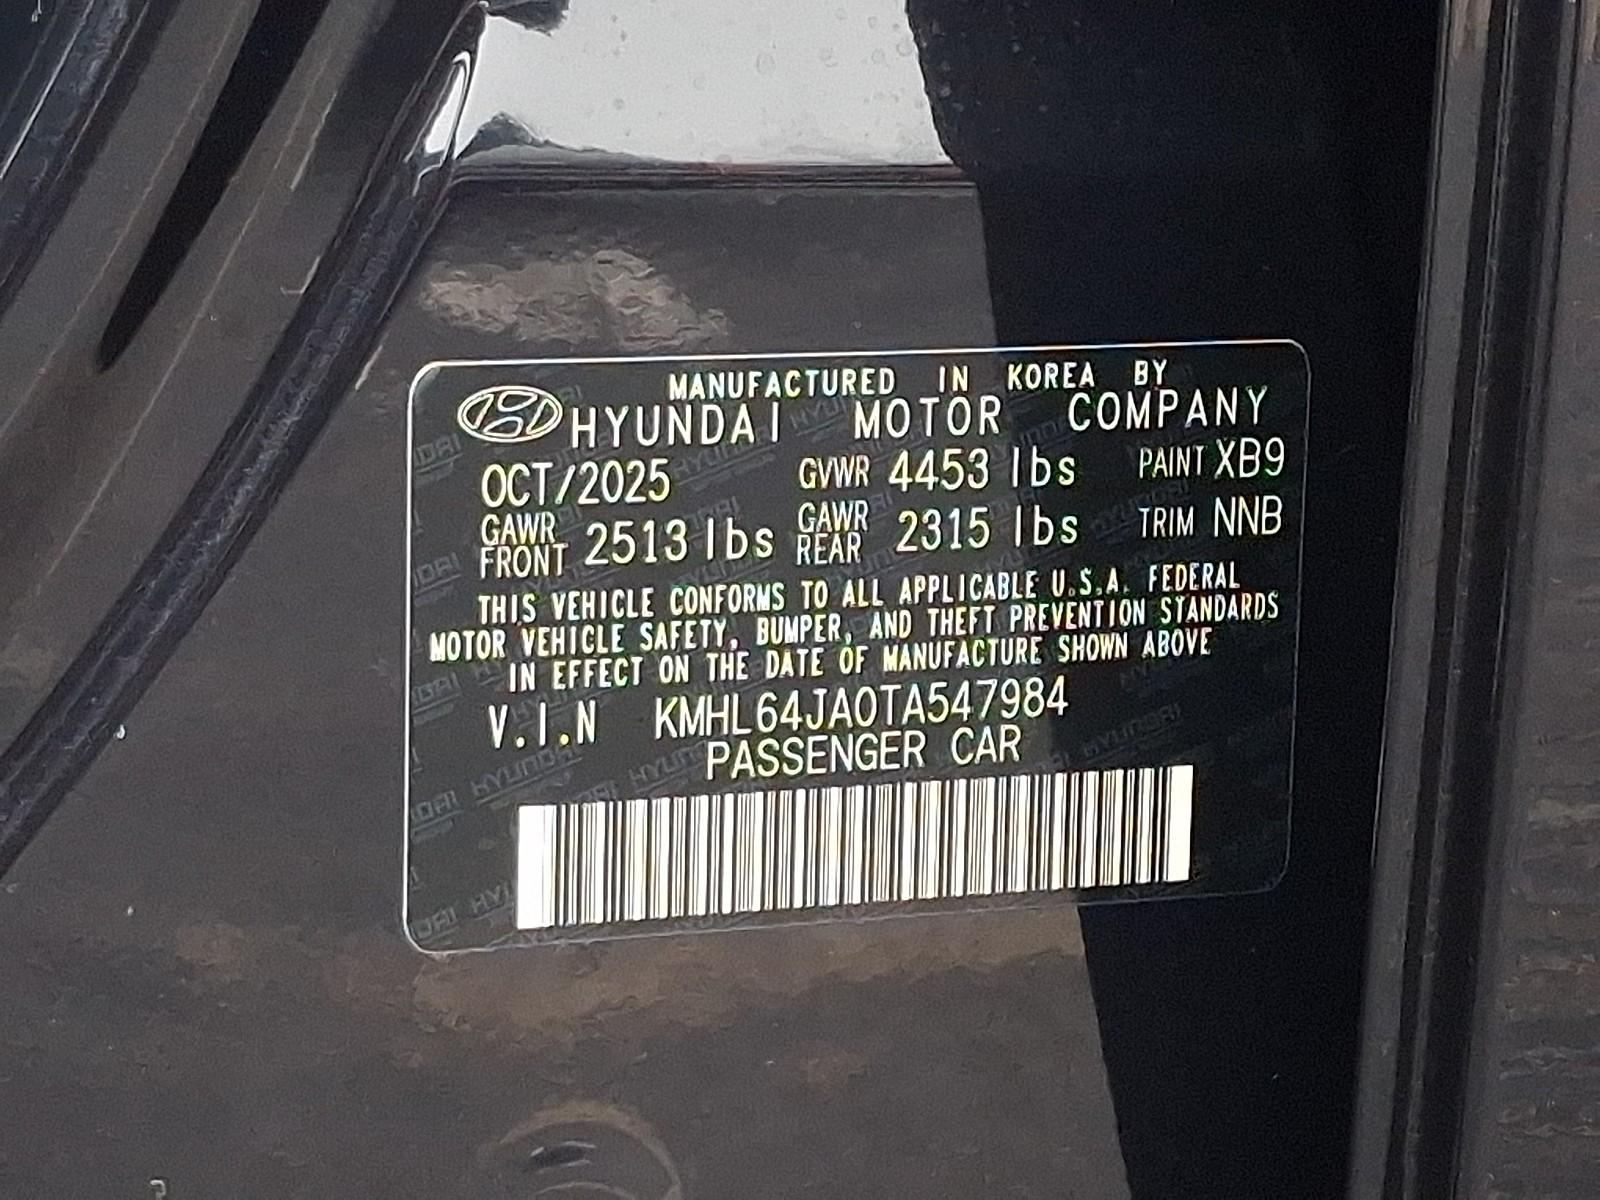 MANUFACTURED IN KOREA BY
HYUNDAI MOTOR COMPANY
OCT/2025 GVWR 4453 lbs PAINT XB9
GAWR FRONT 2513 lbs GAWR REAR 2315 lbs TRIM NNB
THIS VEHICLE CONFORMS TO ALL APPLICABLE U.S.A. FEDERAL
MOTOR VEHICLE SAFETY, BUMPER, AND THEFT PREVENTION STANDARDS
IN EFFECT ON THE DATE OF MANUFACTURE SHOWN ABOVE
V.I.N KMHL64JA0TA547984
PASSENGER CAR